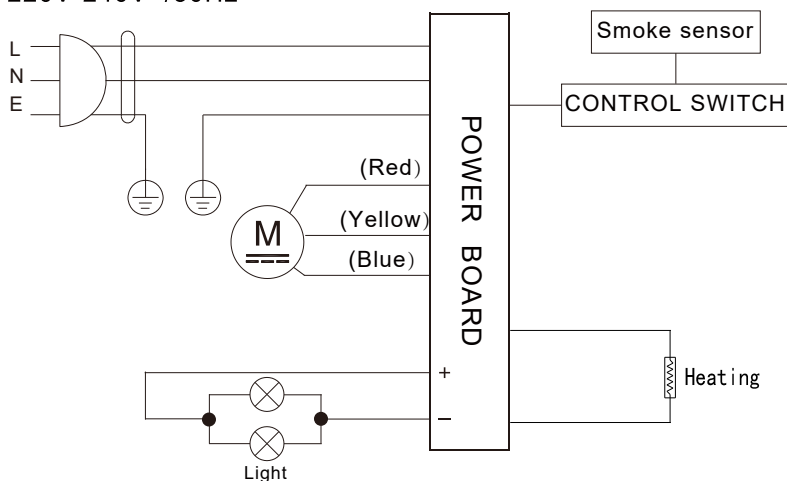 L
N
E
Smoke sensor
CONTROL SWITCH
POWER BOARD
(Red)
(Yellow)
(Blue)
M
+
−
Light
Heating